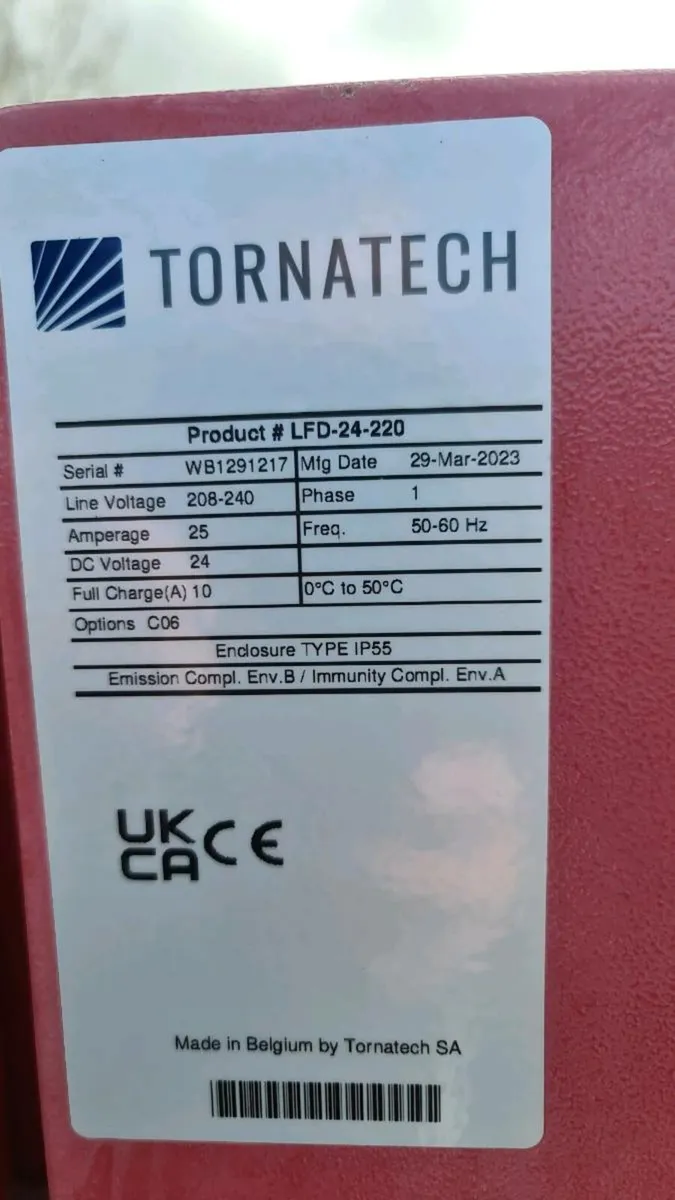 TORNATECH
Product # LFD-24-220
Serial # WB1291217 Mfg Date 29-Mar-2023
Line Voltage 208-240 Phase 1
Amperage 25 Freq. 50-60 Hz
DC Voltage 24
Full Charge(A) 10 0°C to 50°C
Options C06
Enclosure TYPE IP55
Emission Compl. Env.B / Immunity Compl. Env.A
UK
CA CE
Made in Belgium by Tornatech SA